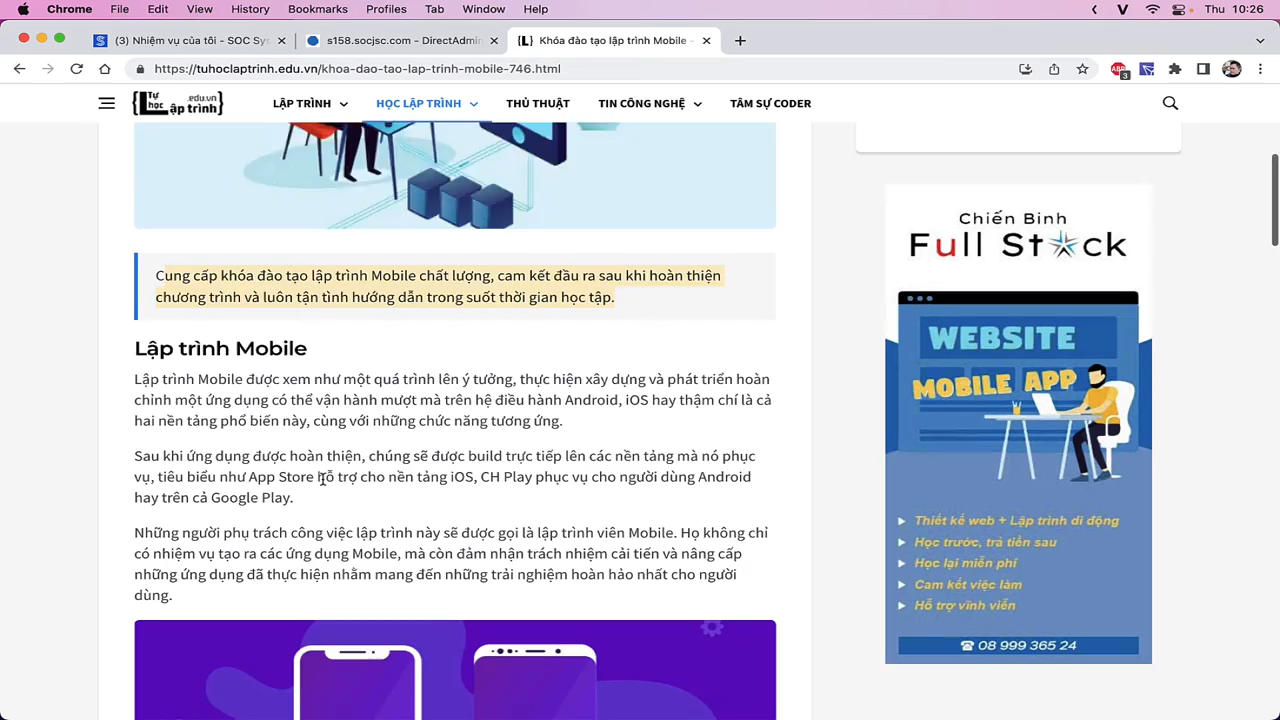 Chrome File Edit View History Bookmarks Profiles Tab Window Help Thu 10:26
(3) Nhiệm vụ của tôi - SOC Sy
s158.socjsc.com - DirectAdmi
Khóa đào tạo lập trình Mobile -
https://tuhoclaptrinh.edu.vn/khoa-dao-tao-lap-trinh-mobile-746.html
ABP 3
Tự học Lập trình .edu.vn
LẬP TRÌNH
HỌC LẬP TRÌNH
THỦ THUẬT
TIN CÔNG NGHỆ
TÂM SỰ CODER
Cung cấp khóa đào tạo lập trình Mobile chất lượng, cam kết đầu ra sau khi hoàn thiện
chương trình và luôn tận tình hướng dẫn trong suốt thời gian học tập.
Lập trình Mobile
Lập trình Mobile được xem như một quá trình lên ý tưởng, thực hiện xây dựng và phát triển hoàn
chỉnh một ứng dụng có thể vận hành mượt mà trên hệ điều hành Android, iOS hay thậm chí là cả
hai nền tảng phổ biến này, cùng với những chức năng tương ứng.
Sau khi ứng dụng được hoàn thiện, chúng sẽ được build trực tiếp lên các nền tảng mà nó phục
vụ, tiêu biểu như App Store hỗ trợ cho nền tảng iOS, CH Play phục vụ cho người dùng Android
hay trên cả Google Play.
Những người phụ trách công việc lập trình này sẽ được gọi là lập trình viên Mobile. Họ không chỉ
có nhiệm vụ tạo ra các ứng dụng Mobile, mà còn đảm nhận trách nhiệm cải tiến và nâng cấp
những ứng dụng đã thực hiện nhằm mang đến những trải nghiệm hoàn hảo nhất cho người
dùng.
Chiến Binh
Full Stack
WEBSITE
MOBILE APP
Thiết kế web + Lập trình di động
Học trước, trả tiền sau
Học lại miễn phí
Cam kết việc làm
Hỗ trợ vĩnh viễn
☎ 08 999 365 24